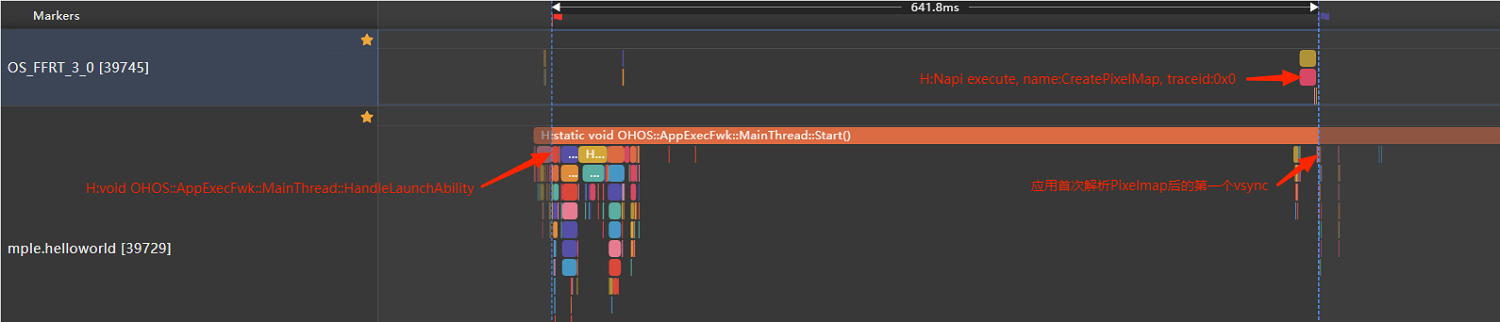 Markers
641.8ms
OS_FFRT_3_0 [39745]
H:Napi execute, name:CreatePIxelMap, traceid:0x0
H:static void OHOS::AppExecFwk::MainThread::Start()
... H... 
... ...
H:void OHOS::AppExecFwk::MainThread::HandleLaunchAbility
应用首次解析Pixelmap后的第一个vsync
mple.helloworld [39729]